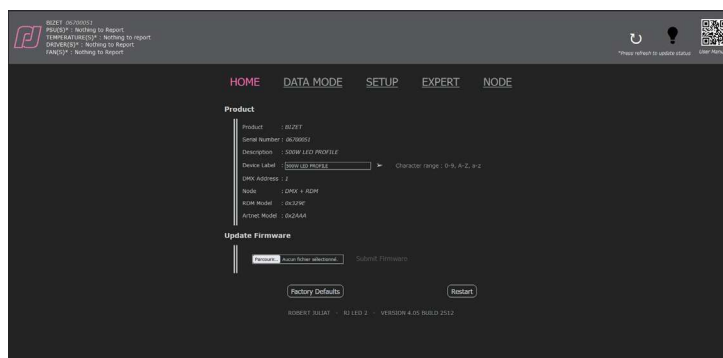 BIZET 06700051
PSU(S)* : Nothing to Report
TEMPERATURE(S)* : Nothing to report
DRIVER(S)* : Nothing to Report
FAN(S)* : Nothing to Report
*Press refresh to update status
User Manu
HOME DATA MODE SETUP EXPERT NODE
Product
Product : BIZET
Serial Number : 06700051
Description : 500W LED PROFILE
Device Label : 500W LED PROFILE ► Character range : 0-9, A-Z, a-z
DMX Address : 1
Node : DMX + RDM
RDM Model : 0x329E
Artnet Model : 0x2AAA
Update Firmware
Parcourir... Aucun fichier sélectionné. Submit Firmware
Factory Defaults Restart
ROBERT JULIAT - RJ LED 2 - VERSION 4.05 BUILD 2512